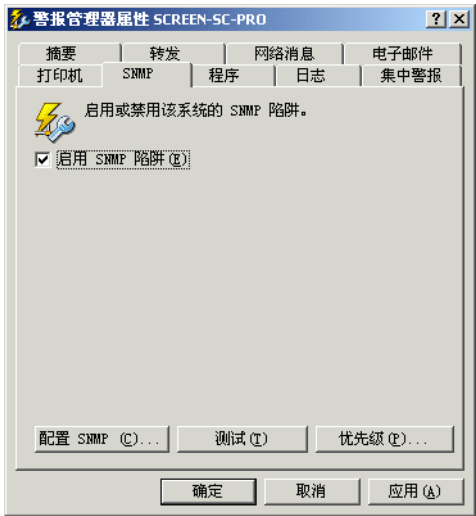 警报管理器属性 SCREEN-SC-PRO
摘要 转发 网络消息 电子邮件
打印机 SNMP 程序 日志 集中警报
启用或禁用该系统的 SNMP 陷阱。
启用 SNMP 陷阱(E)
配置 SNMP (C)... 测试(T) 优先级(P)...
确定 取消 应用(A)